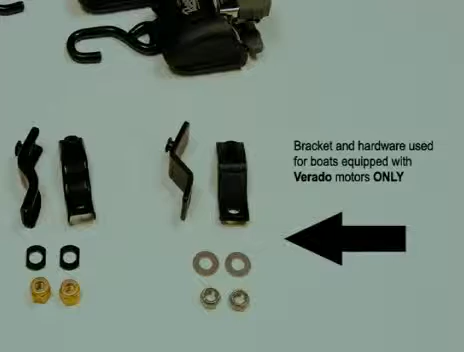 Bracket and hardware used
for boats equipped with
Verado motors ONLY